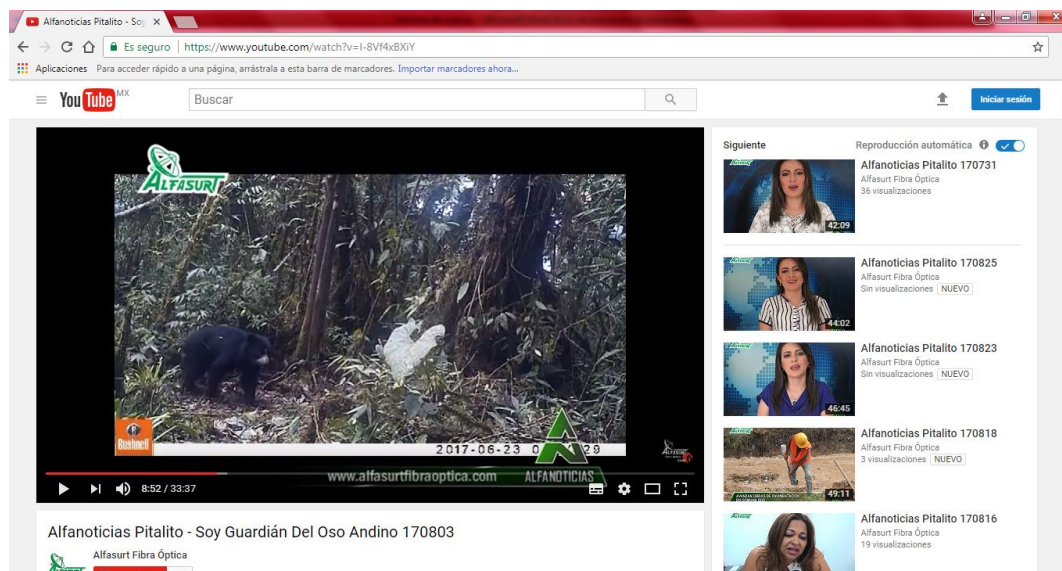 Alfanoticias Pitalito - Soy
Es seguro | https://www.youtube.com/watch?v=I-8Vf4xBXiY
Aplicaciones Para acceder rápido a una página, arrástrala a esta barra de marcadores. Importar marcadores ahora...
YouTube MX
Buscar
Iniciar sesión
ALFASURT
Bushnell
2017-06-23
29
www.alfasurtfibraoptica.com
ALFANOTICIAS
8:52 / 33:37
Alfanoticias Pitalito - Soy Guardián Del Oso Andino 170803
Alfasurt Fibra Óptica
Siguiente
Reproducción automática
Alfanoticias Pitalito 170731
Alfasurt Fibra Óptica
36 visualizaciones
42:09
Alfanoticias Pitalito 170825
Alfasurt Fibra Óptica
Sin visualizaciones NUEVO
44:02
Alfanoticias Pitalito 170823
Alfasurt Fibra Óptica
Sin visualizaciones NUEVO
46:45
Alfanoticias Pitalito 170818
Alfasurt Fibra Óptica
3 visualizaciones NUEVO
49:11
Alfanoticias Pitalito 170816
Alfasurt Fibra Óptica
19 visualizaciones